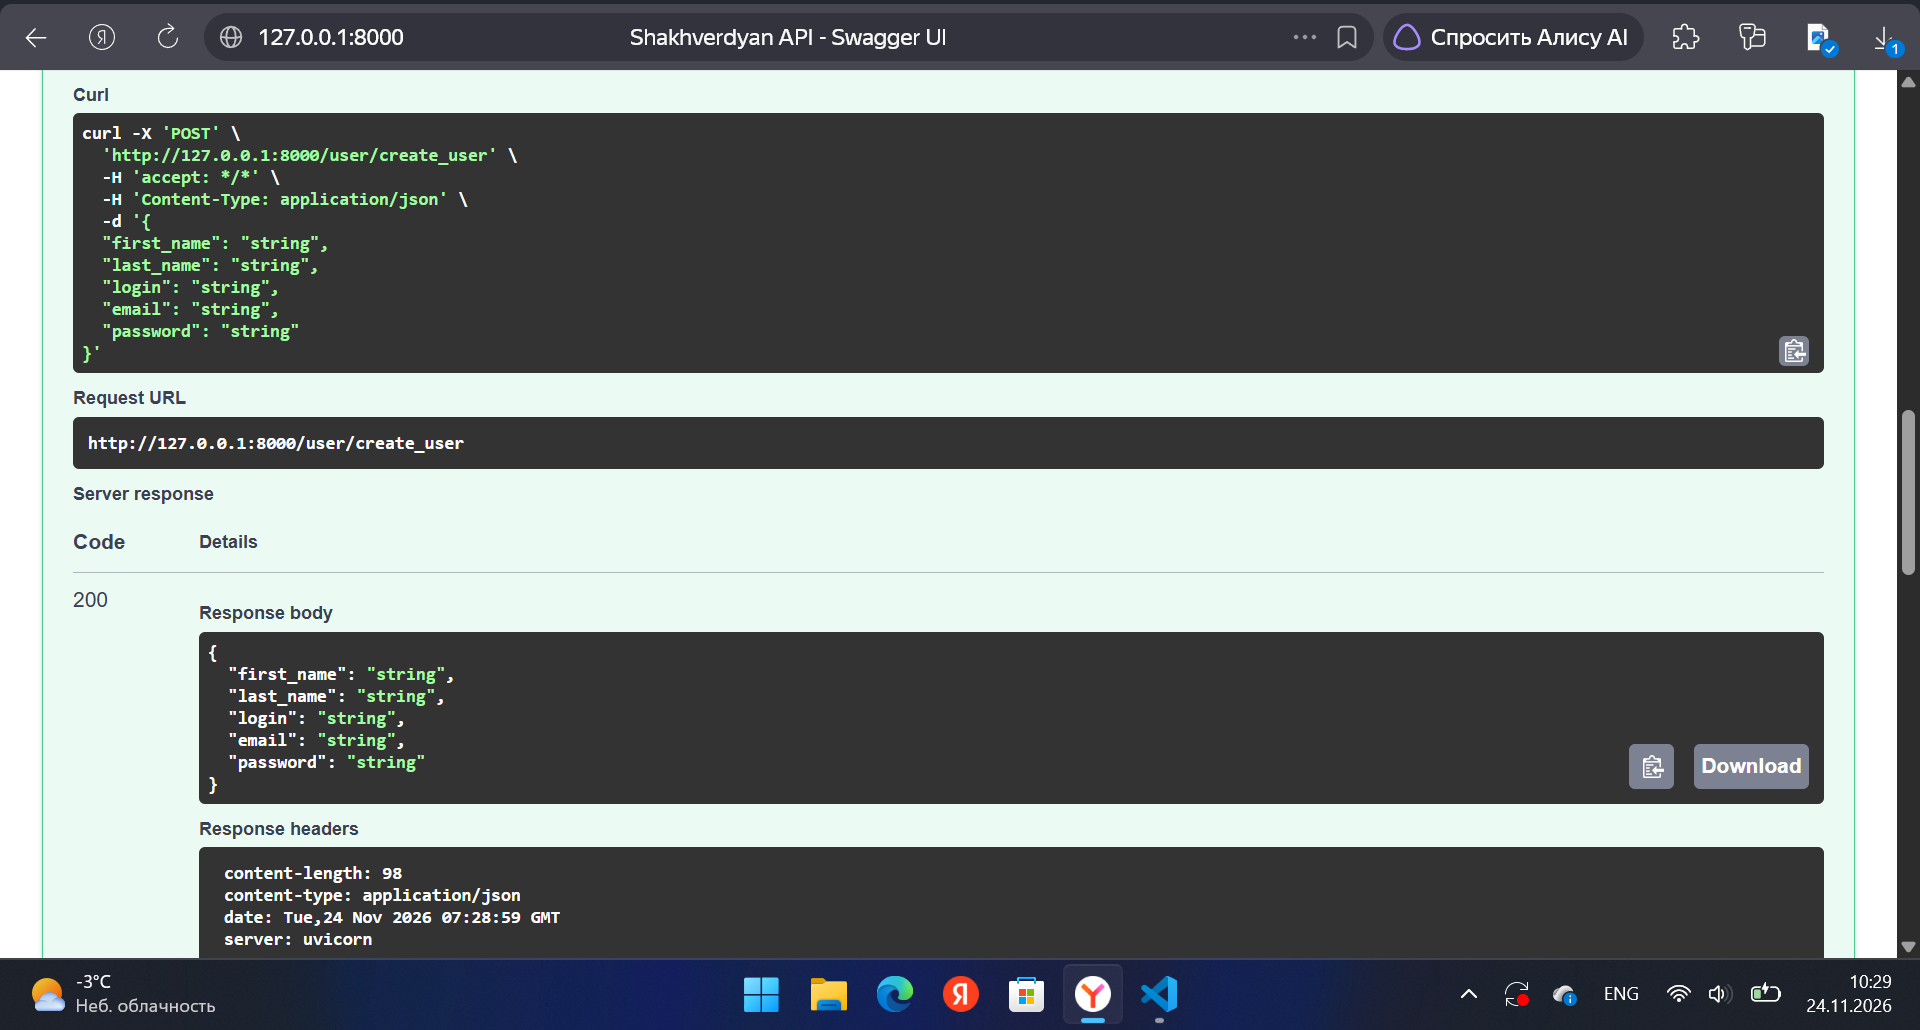 127.0.0.1:8000
Shakhverdyan API - Swagger UI
Спросить Алису AI
1
Curl
curl -X 'POST' \
'http://127.0.0.1:8000/user/create_user' \
-H 'accept: */*' \
-H 'Content-Type: application/json' \
-d '{
"first_name": "string",
"last_name": "string",
"login": "string",
"email": "string",
"password": "string"
}'
Request URL
http://127.0.0.1:8000/user/create_user
Server response
Code
Details
200
Response body
{
"first_name": "string",
"last_name": "string",
"login": "string",
"email": "string",
"password": "string"
}
Download
Response headers
content-length: 98
content-type: application/json
date: Tue,24 Nov 2026 07:28:59 GMT
server: uvicorn
-3°C
Неб. облачность
ENG
10:29
24.11.2026